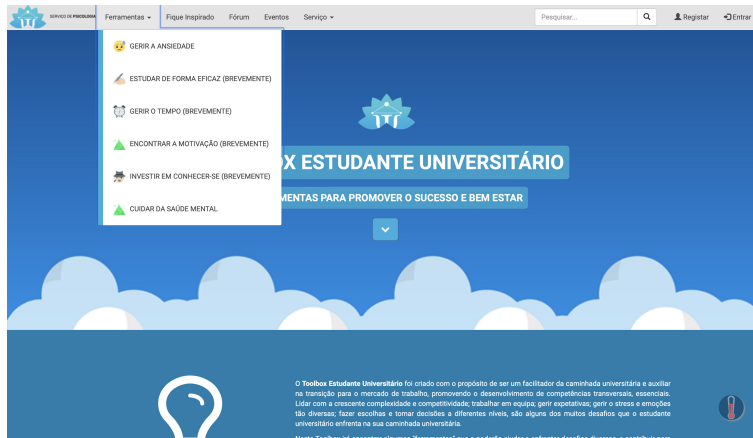 SERVIÇO DE PSICOLOGIA
Ferramentas
Fique Inspirado
Fórum
Eventos
Serviço
Pesquisar...
Registar
Entrar
GERIR A ANSIEDADE
ESTUDAR DE FORMA EFICAZ (BREVEMENTE)
GERIR O TEMPO (BREVEMENTE)
ENCONTRAR A MOTIVAÇÃO (BREVEMENTE)
INVESTIR EM CONHECER-SE (BREVEMENTE)
CUIDAR DA SAÚDE MENTAL
X ESTUDANTE UNIVERSITÁRIO
MENTAS PARA PROMOVER O SUCESSO E BEM ESTAR
O Toolbox Estudante Universitário foi criado com o propósito de ser um facilitador da caminhada universitária e auxiliar
na transição para o mercado de trabalho, promovendo o desenvolvimento de competências transversais, essenciais.
Lidar com a crescente complexidade e competitividade; trabalhar em equipa; gerir expetativas; gerir o stress e emoções
tão diversas; fazer escolhas e tomar decisões a diferentes níveis, são alguns dos muitos desafios que o estudante
universitário enfrenta na sua caminhada universitária.